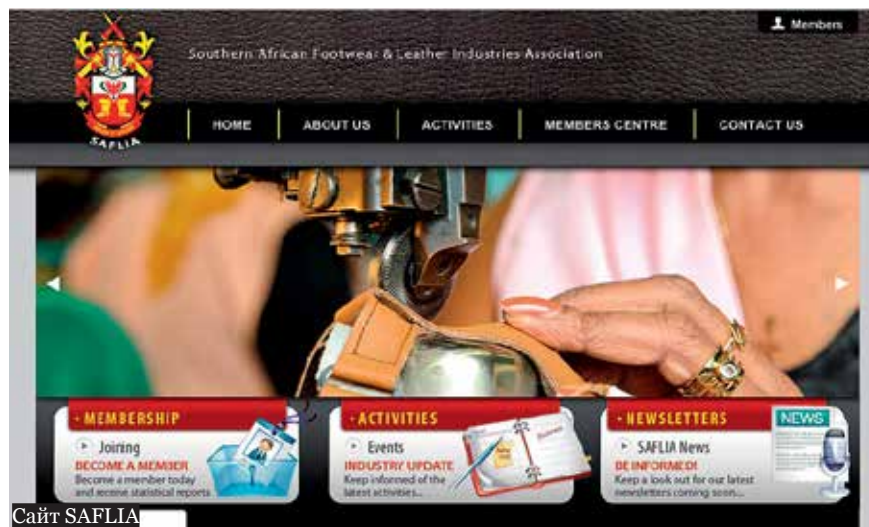 Members
Southern African Footwear & Leather Industries Association
SAFLIA
HOME ABOUT US ACTIVITIES MEMBERS CENTRE CONTACT US
MEMBERSHIP
Joining
BECOME A MEMBER
Become a member today
and receive statistical reports
ACTIVITIES
Events
INDUSTRY UPDATE
Keep informed of the
latest activities...
NEWSLETTERS
SAFLIA News
BE INFORMED!
Keep a look out for our latest
newsletters coming soon...
NEWS
Сайт SAFLIA